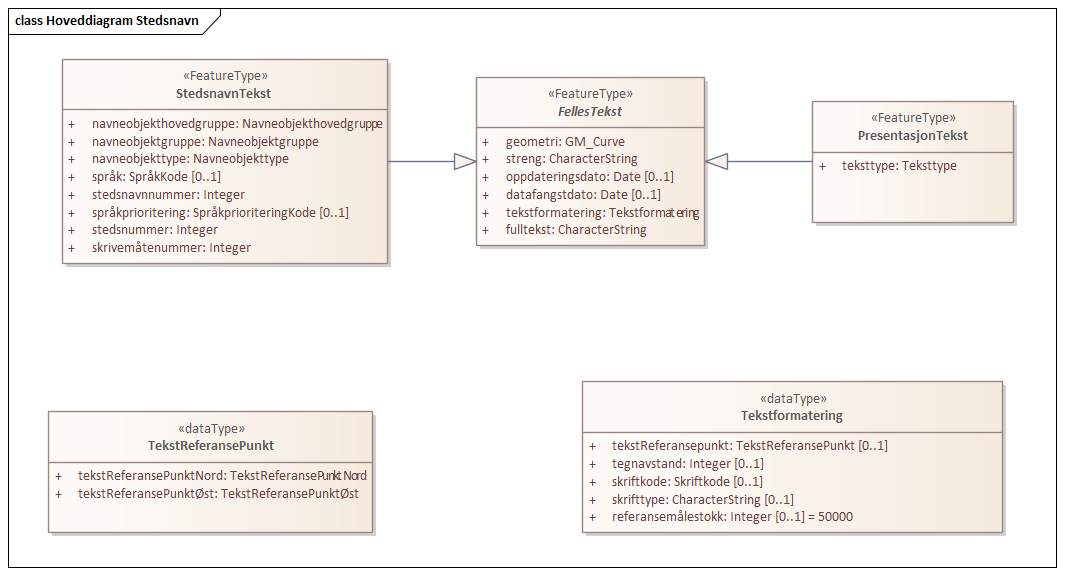 class Hoveddiagram Stedsnavn
«FeatureType»
StedsnavnTekst
+ navneobjekthovedgruppe: Navneobjekthovedgruppe
+ navneobjektgruppe: Navneobjektgruppe
+ navneobjekttype: Navneobjekttype
+ språk: SpråkKode [0..1]
+ stedsnavnnummer: Integer
+ språkprioritering: SpråkprioriteringKode [0..1]
+ stedsnummer: Integer
+ skrivemåtenummer: Integer
«FeatureType»
FellesTekst
+ geometri: GM_Curve
+ streng: CharacterString
+ oppdateringsdato: Date [0..1]
+ datafangstdato: Date [0..1]
+ tekstformatering: Tekstformatering
+ fulltekst: CharacterString
«FeatureType»
PresentasjonTekst
+ teksttype: Teksttype
«dataType»
TekstReferansePunkt
+ tekstReferansePunktNord: TekstReferansePunktNord
+ tekstReferansePunktØst: TekstReferansePunktØst
«dataType»
Tekstformatering
+ tekstReferansepunkt: TekstReferansePunkt [0..1]
+ tegnavstand: Integer [0..1]
+ skriftkode: Skriftkode [0..1]
+ skrifttype: CharacterString [0..1]
+ referansemålestokk: Integer [0..1] = 50000